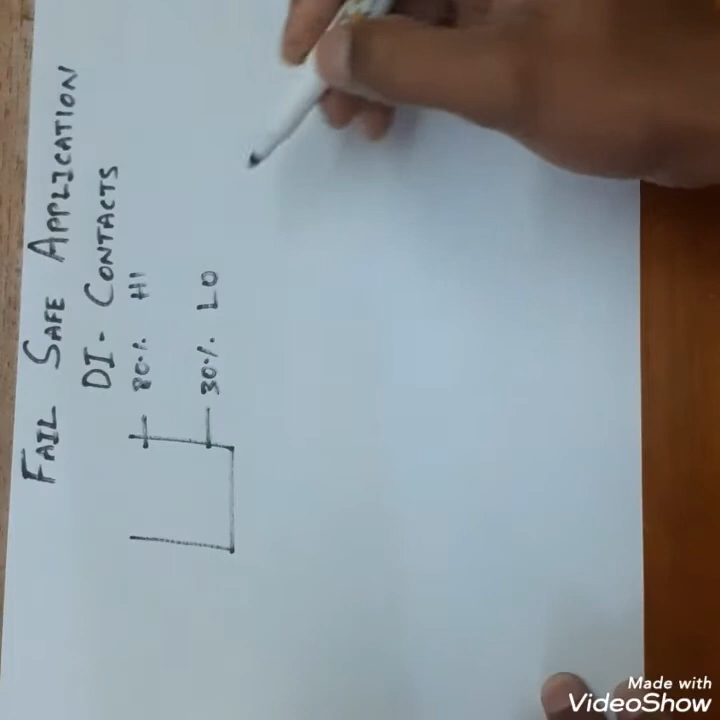 FAIL SAFE APPLICATION
DI - CONTACTS
80% HI
30% LO
Made with
VideoShow